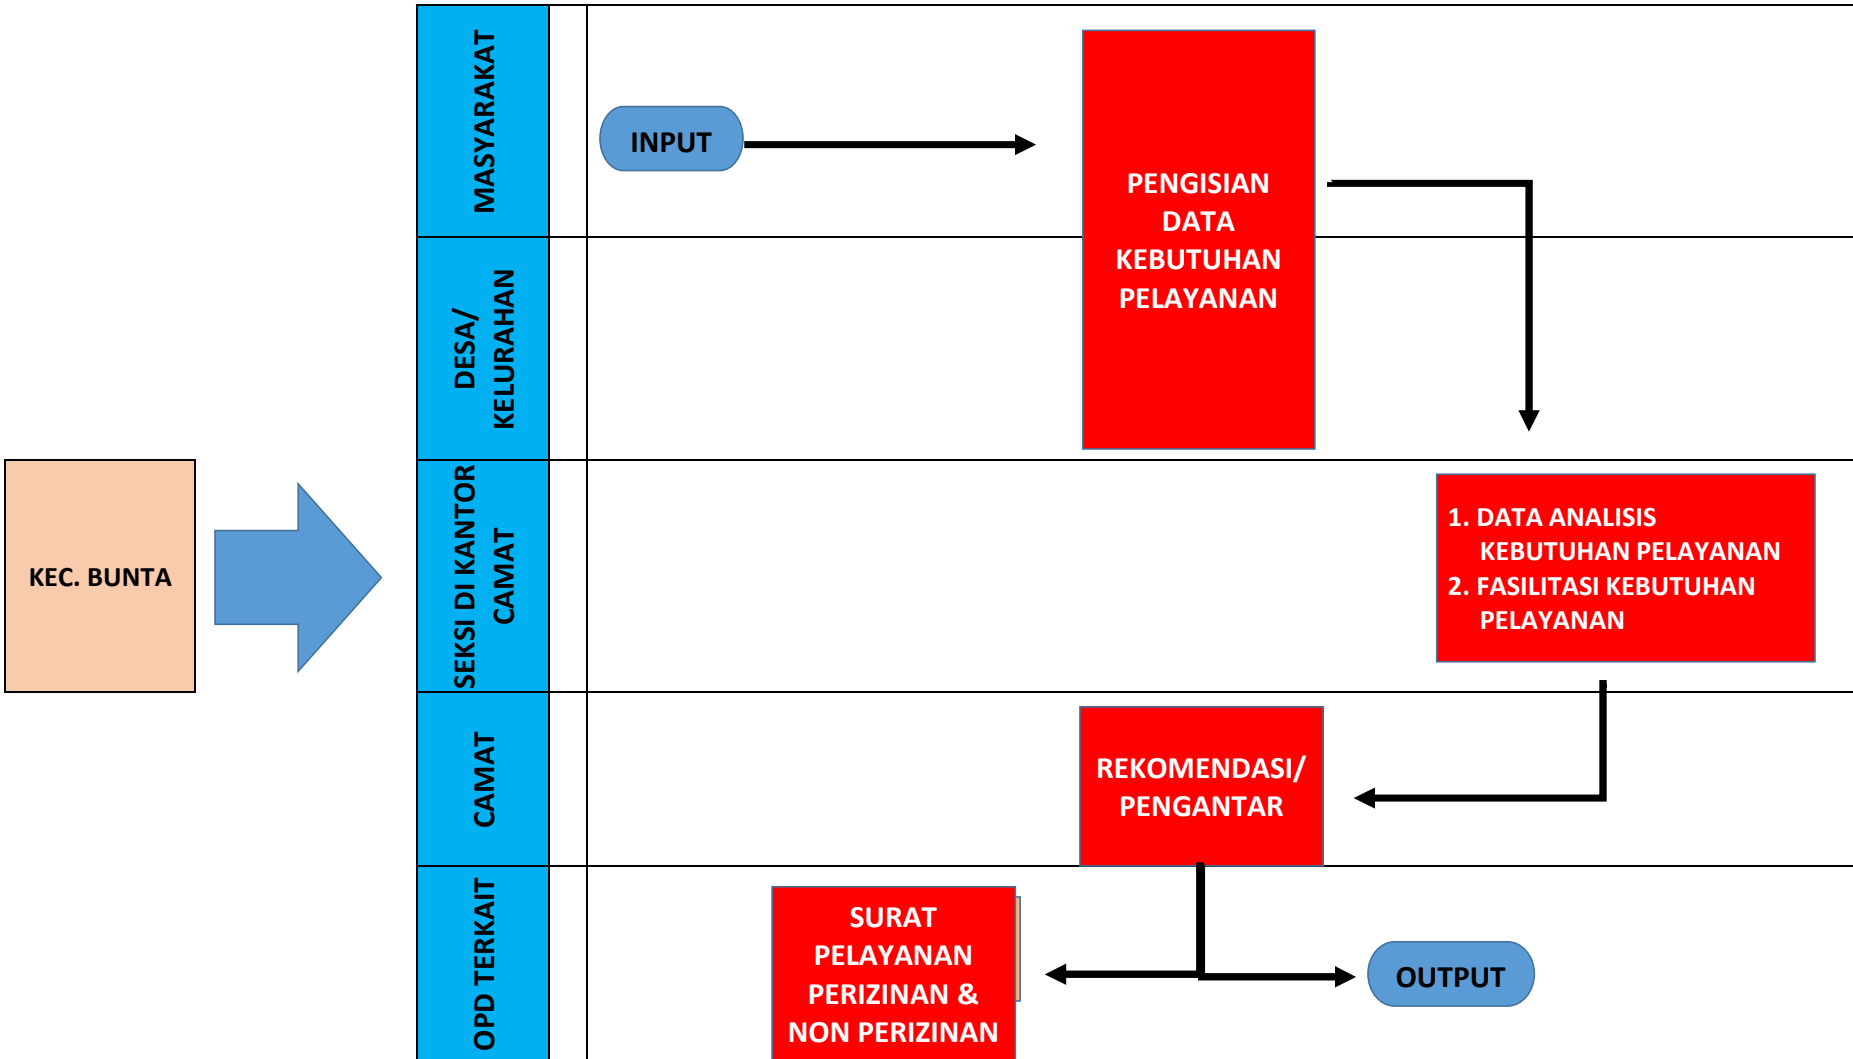 KEC. BUNTA
MASYARAKAT
INPUT
PENGISIAN
DATA
KEBUTUHAN
PELAYANAN
DESA/
KELURAHAN
SEKSI DI KANTOR
CAMAT
1. DATA ANALISIS
KEBUTUHAN PELAYANAN
2. FASILITASI KEBUTUHAN
PELAYANAN
CAMAT
REKOMENDASI/
PENGANTAR
OPD TERKAIT
SURAT
PELAYANAN
PERIZINAN &
NON PERIZINAN
OUTPUT